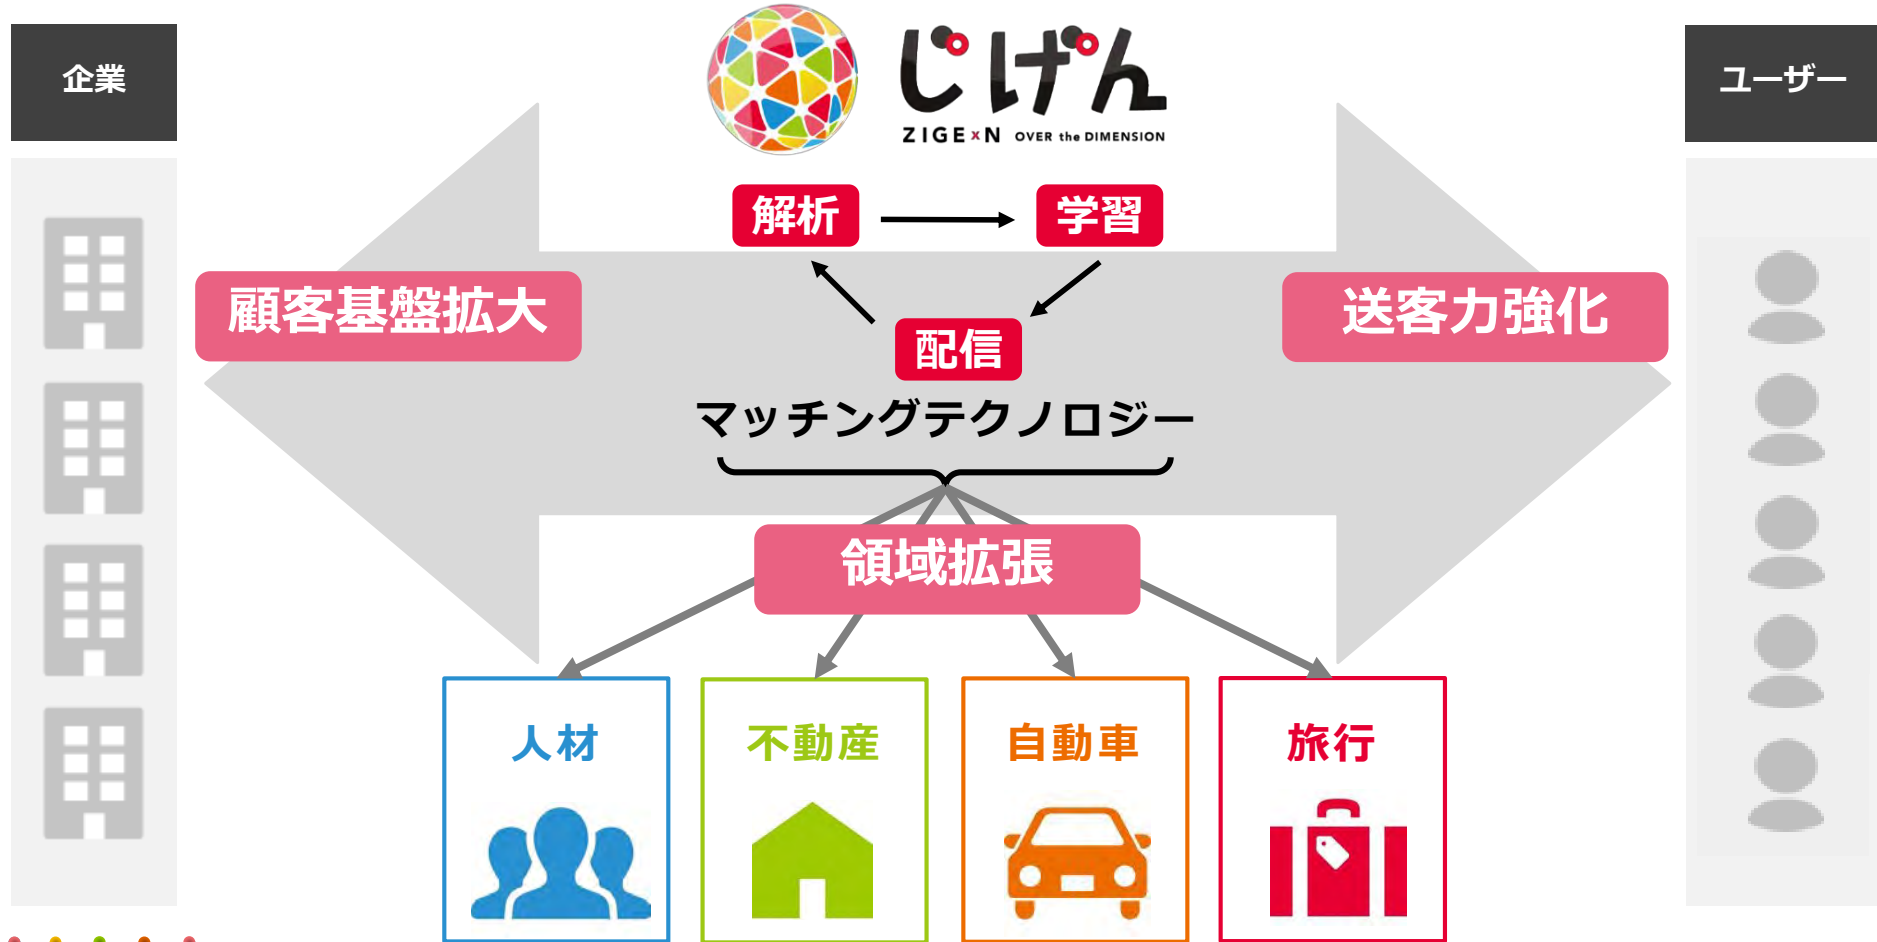 企業
じげん
ZIGExN OVER the DIMENSION
ユーザー
解析
学習
顧客基盤拡大
送客力強化
配信
マッチングテクノロジー
領域拡張
人材
不動産
自動車
旅行